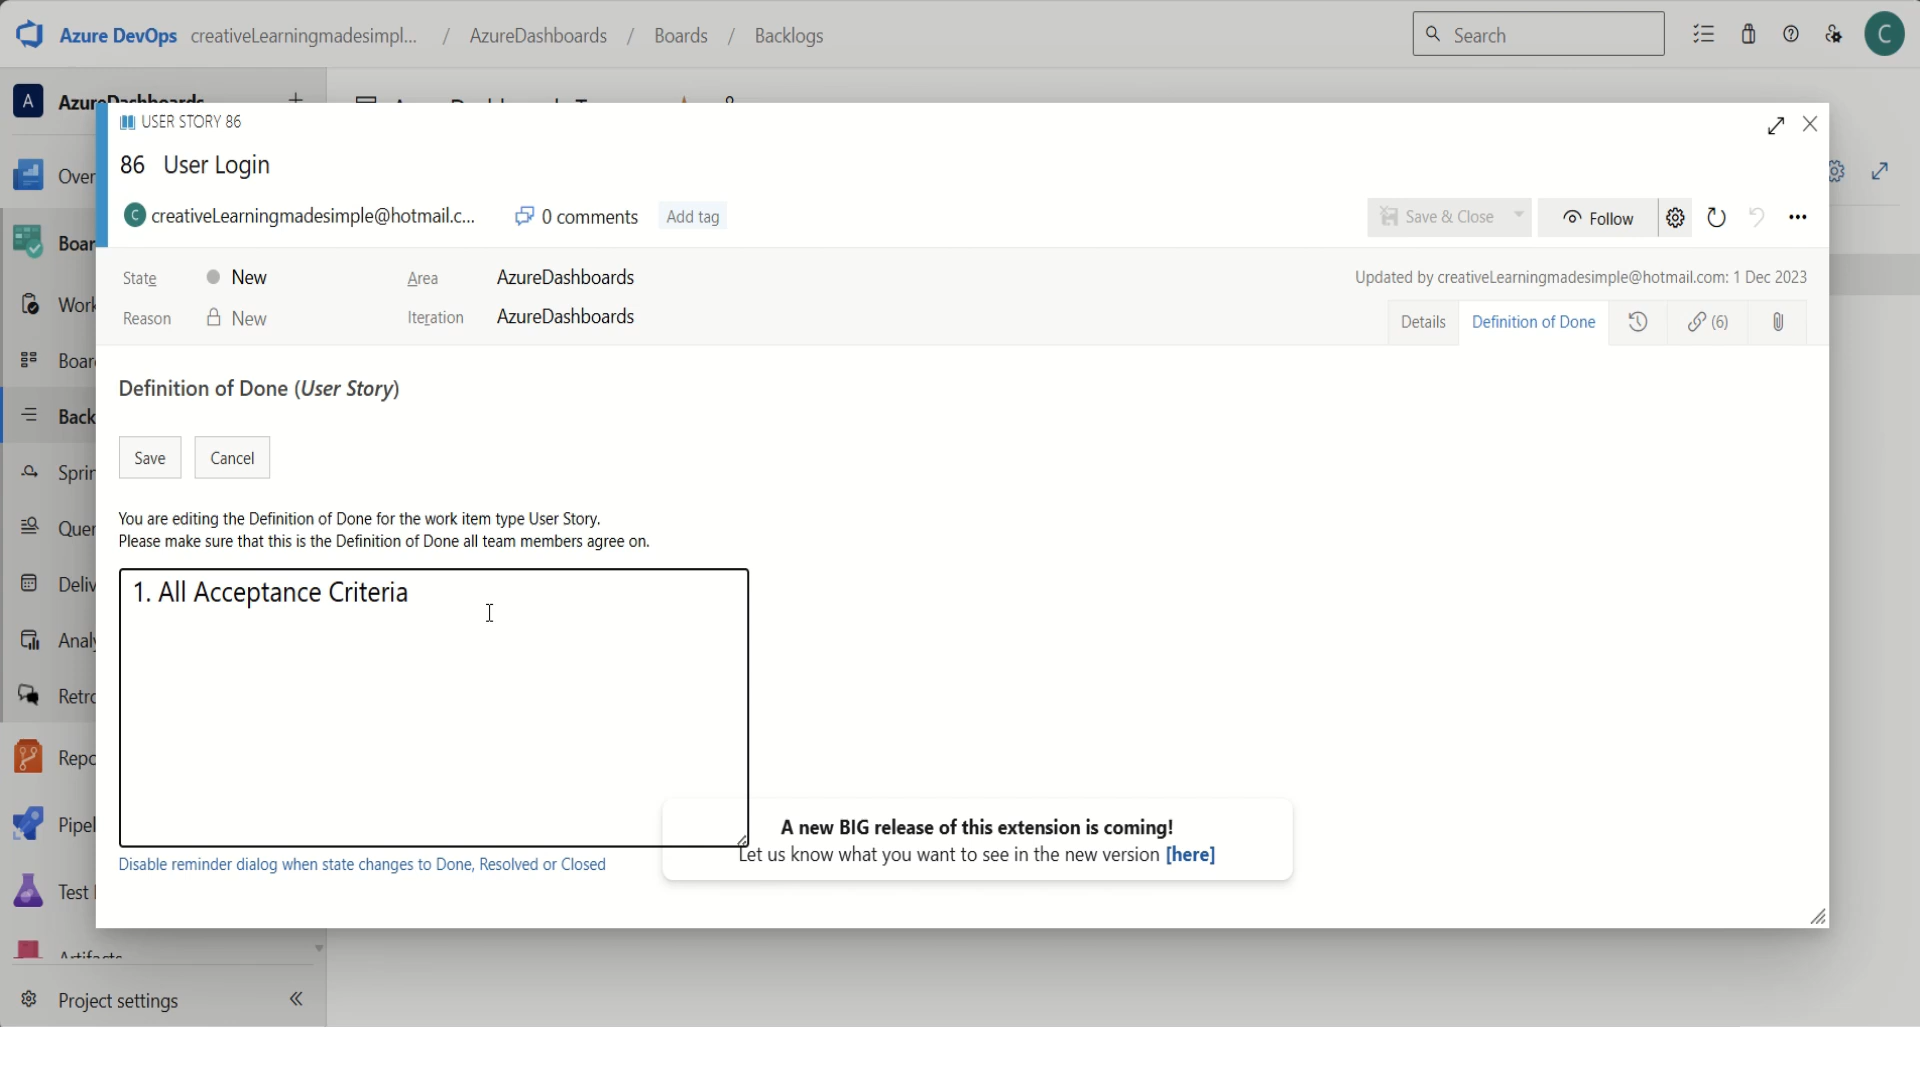 Azure DevOps creativeLearningmadesimpl... / AzureDashboards / Boards / Backlogs
Search
C
A
USER STORY 86
86 User Login
C creativeLearningmadesimple@hotmail.c...
0 comments
Add tag
Save & Close
Follow
State
New
Area
AzureDashboards
Updated by creativeLearningmadesimple@hotmail.com: 1 Dec 2023
Reason
New
Iteration
AzureDashboards
Details
Definition of Done
(6)
Definition of Done (User Story)
Save
Cancel
You are editing the Definition of Done for the work item type User Story.
Please make sure that this is the Definition of Done all team members agree on.
1. All Acceptance Criteria
A new BIG release of this extension is coming!
Let us know what you want to see in the new version [here]
Disable reminder dialog when state changes to Done, Resolved or Closed
Over
Boar
Work
Boar
Back
Sprin
Quer
Deliv
Analy
Retro
Repo
Pipel
Test
Project settings